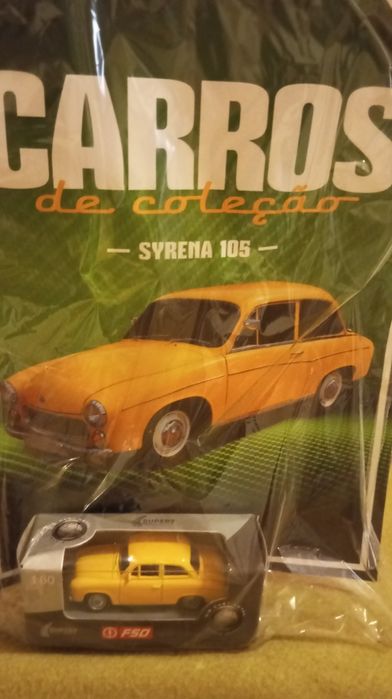 CARROS
de coleção
SYRENA 105
1:60
FSO